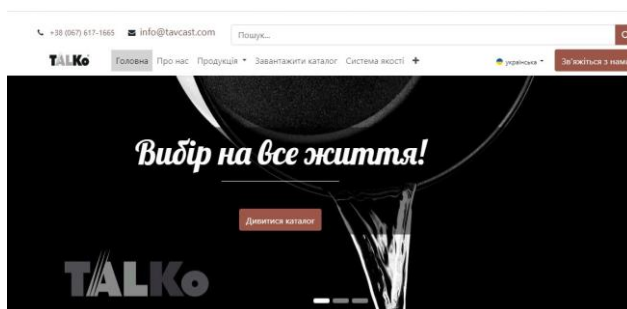 +38 (067) 617-1665 info@tavcast.com Пошук...
TALKo Головна Про нас Продукція Завантажити каталог Система якості + українська Зв'яжіться з нами
Вибір на все життя!
Дивитися каталог
TALKo